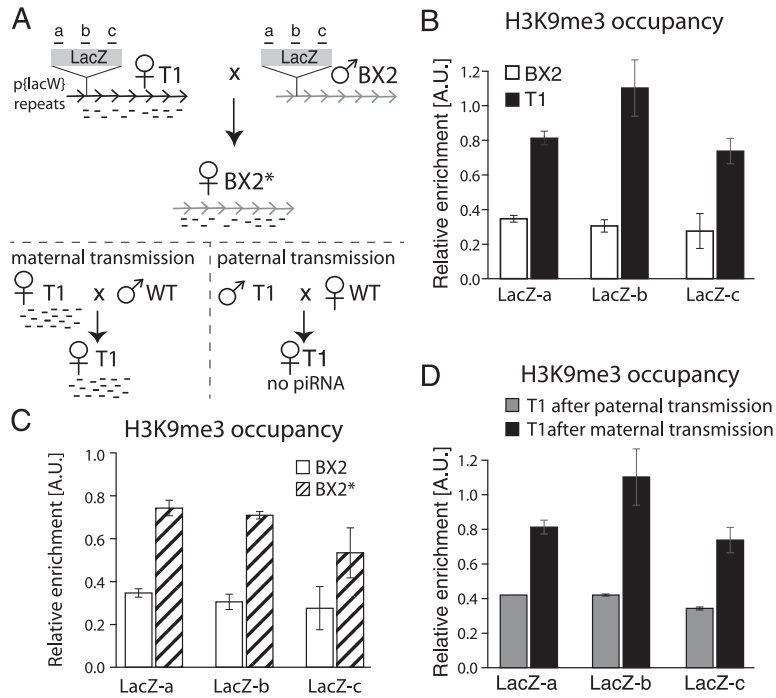 A
a b c
LacZ
p{lacW}
repeats
♀ T1
x
a b c
LacZ
♂ BX2
♀ BX2*
maternal transmission
♀ T1 x ♂ WT
♀ T1
paternal transmission
♂ T1 x ♀ WT
♀ T1
no piRNA
B
H3K9me3 occupancy
Relative enrichment [A.U.]
1.2
1.0
0.8
0.6
0.4
0.2
0.0
BX2
T1
LacZ-a LacZ-b LacZ-c
C
H3K9me3 occupancy
Relative enrichment [A.U.]
1.0
0.8
0.6
0.4
0.2
0.0
BX2
BX2*
LacZ-a LacZ-b LacZ-c
D
H3K9me3 occupancy
T1 after paternal transmission
T1after maternal transmission
Relative enrichment [A.U.]
1.2
1.0
0.8
0.6
0.4
0.2
0.0
LacZ-a LacZ-b LacZ-c